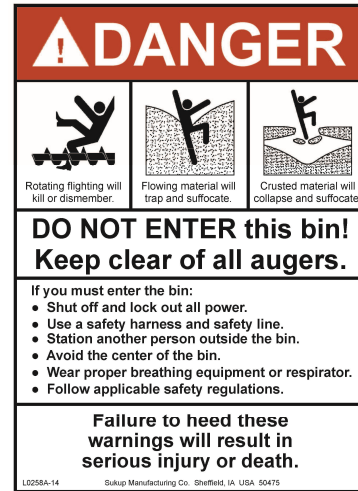 DANGER
Rotating flighting will
kill or dismember.
Flowing material will
trap and suffocate.
Crusted material will
collapse and suffocate
DO NOT ENTER this bin!
Keep clear of all augers.
If you must enter the bin:
● Shut off and lock out all power.
● Use a safety harness and safety line.
● Station another person outside the bin.
● Avoid the center of the bin.
● Wear proper breathing equipment or respirator.
● Follow applicable safety regulations.
Failure to heed these
warnings will result in
serious injury or death.
L0258A-14 Sukup Manufacturing Co. Sheffield, IA USA 50475